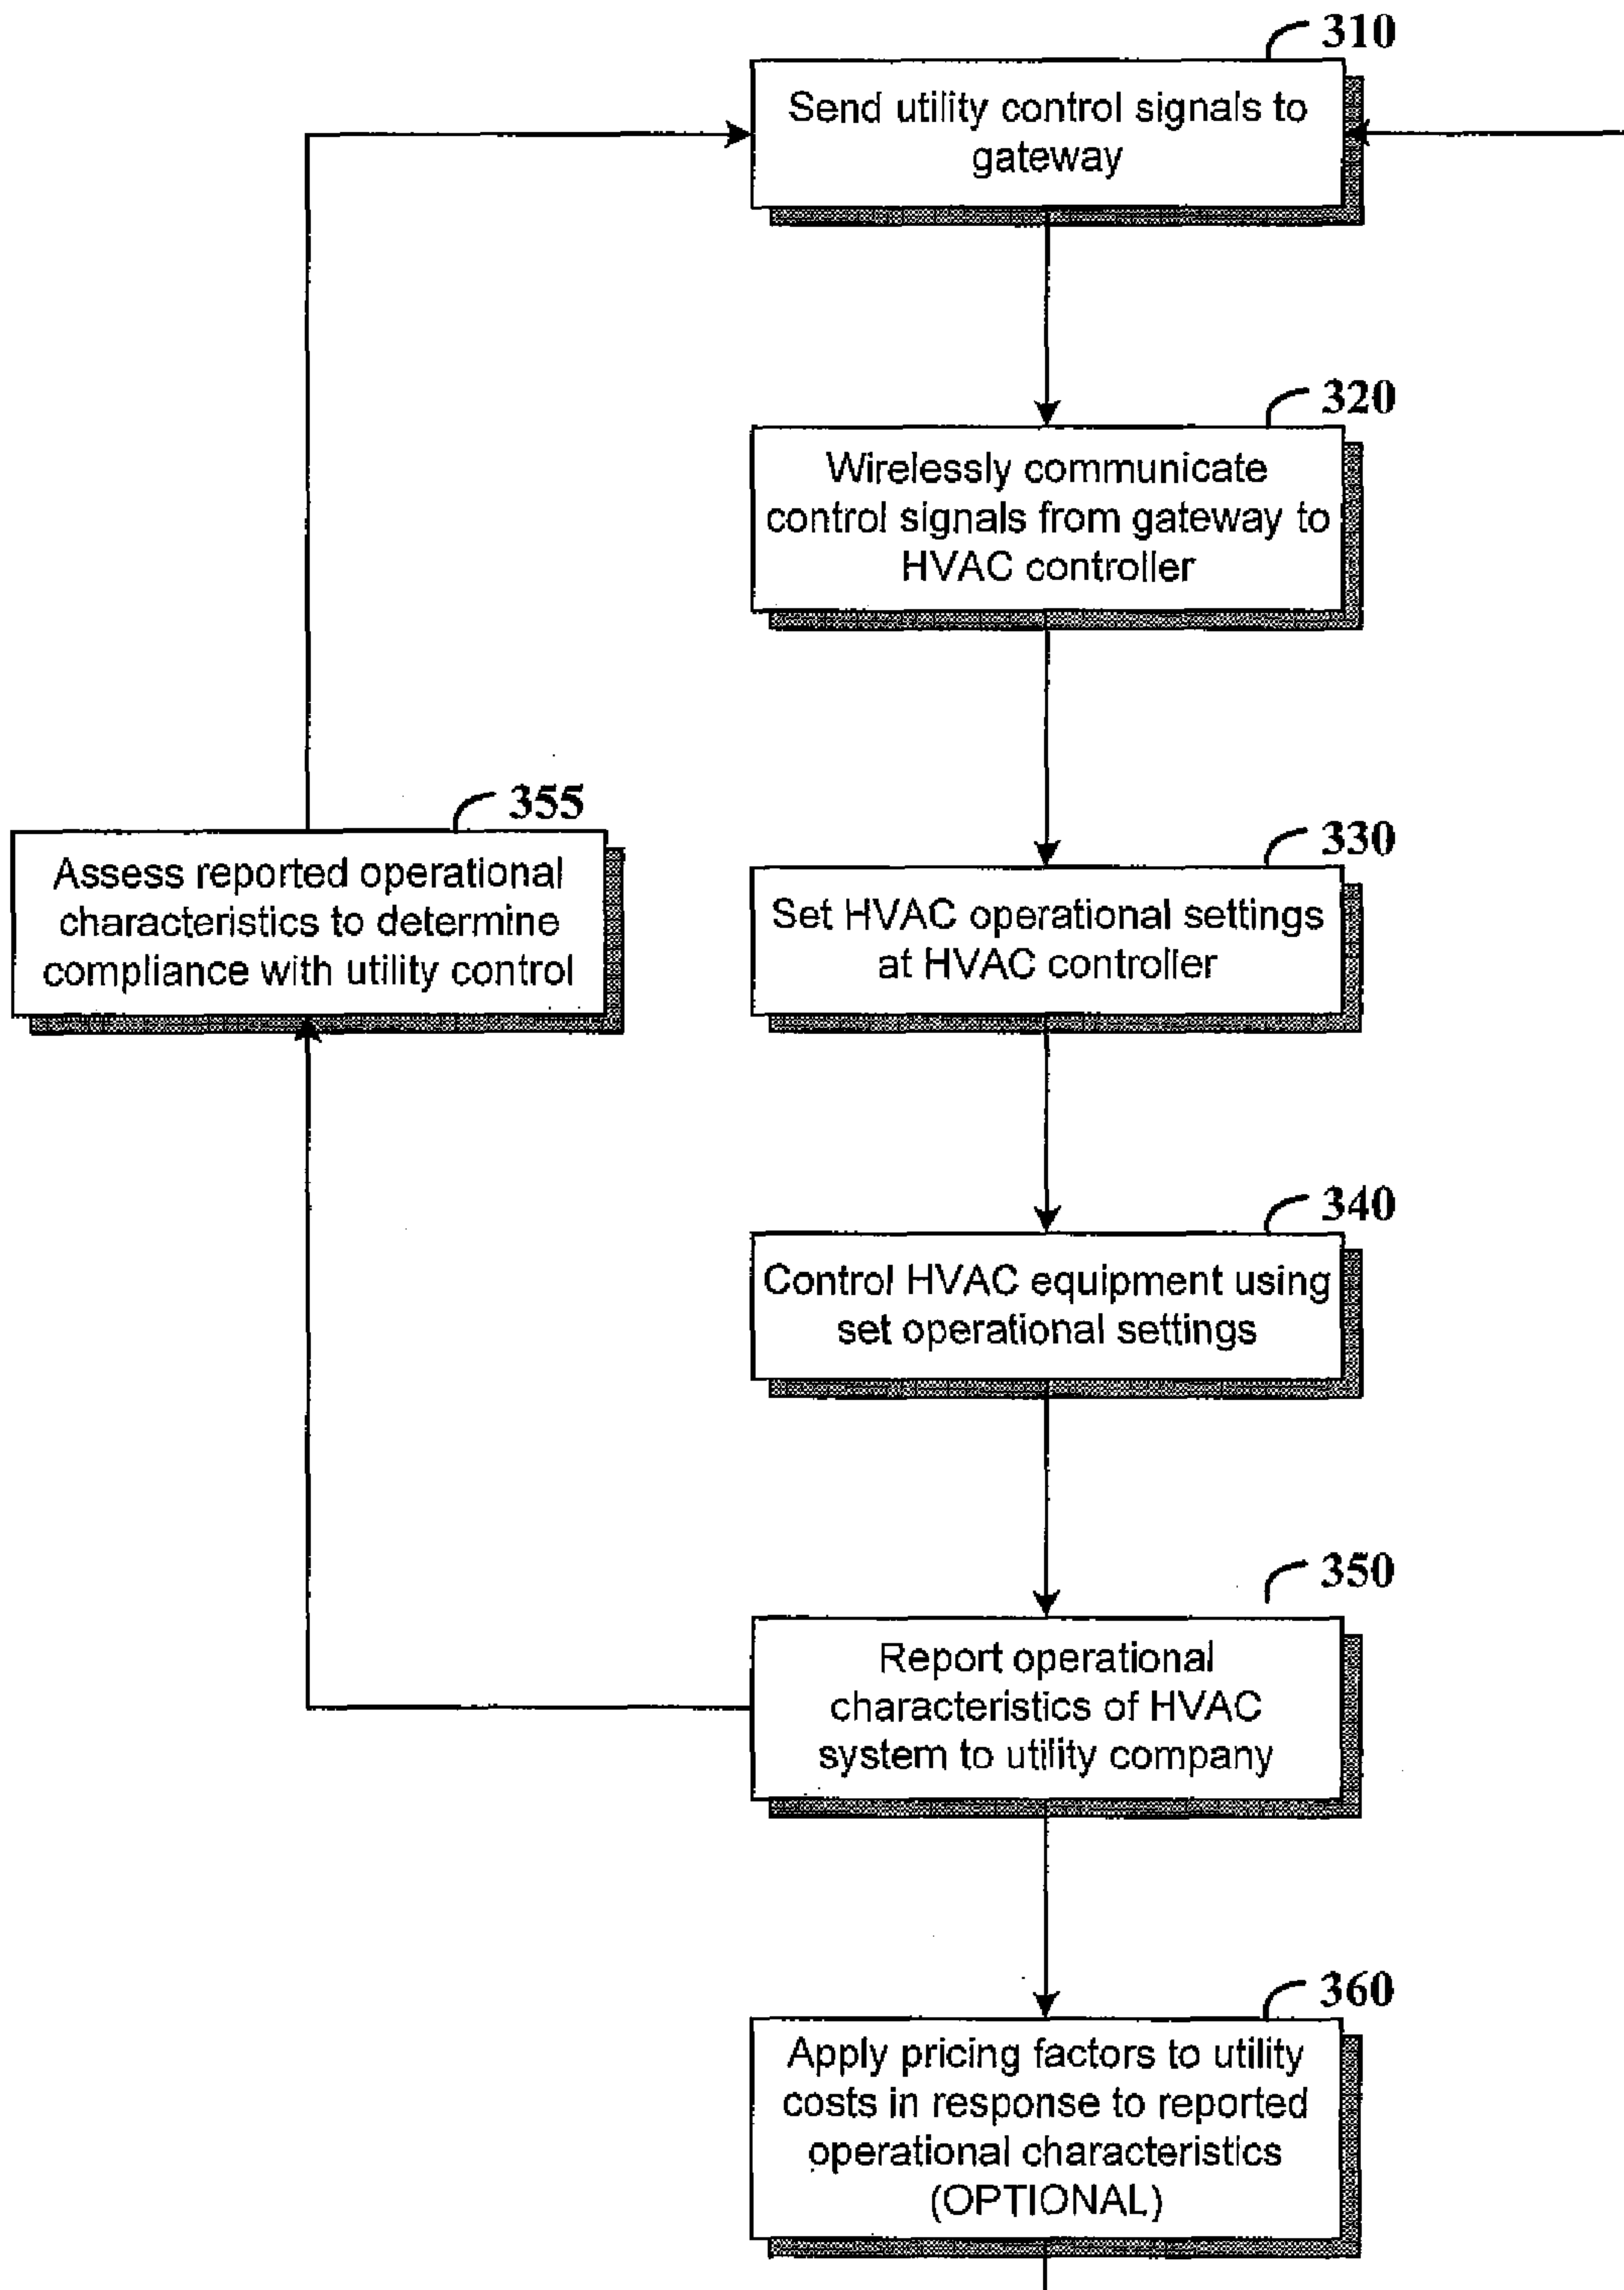 310
Send utility control signals to
gateway
320
Wirelessly communicate
control signals from gateway to
HVAC controller
355
Assess reported operational
characteristics to determine
compliance with utility control
330
Set HVAC operational settings
at HVAC controller
340
Control HVAC equipment using
set operational settings
350
Report operational
characteristics of HVAC
system to utility company
360
Apply pricing factors to utility
costs in response to reported
operational characteristics
(OPTIONAL)